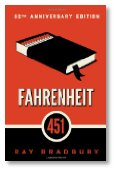 60TH ANNIVERSARY EDITION
FAHRENHEIT
451
RAY BRADBURY